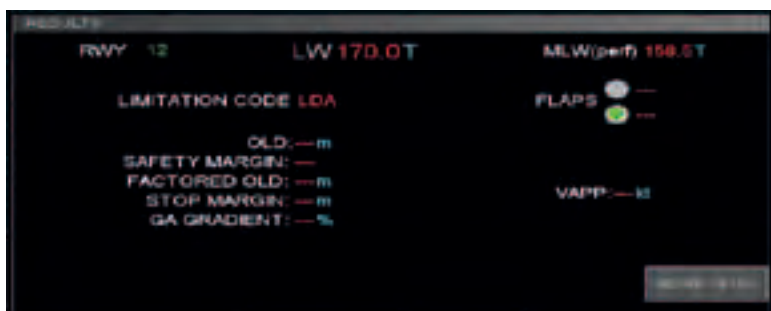 RESULTS
RWY 12 LW 170.0T MLW(perf) 158.5T
LIMITATION CODE LDA FLAPS ---
---
OLD: --- m
SAFETY MARGIN: ---
FACTORED OLD: --- m
STOP MARGIN: --- m VAPP: --- kt
GA GRADIENT: --- %